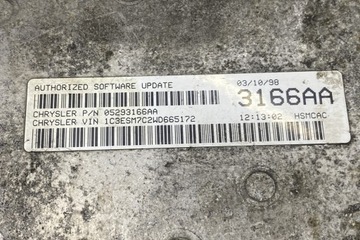 AUTHORIZED SOFTWARE UPDATE 03/10/98
3166AA
CHRYSLER P/N 05293166AA
CHRYSLER VIN 1C3ESM7C2WD665172 12:13:02 HSMCAC